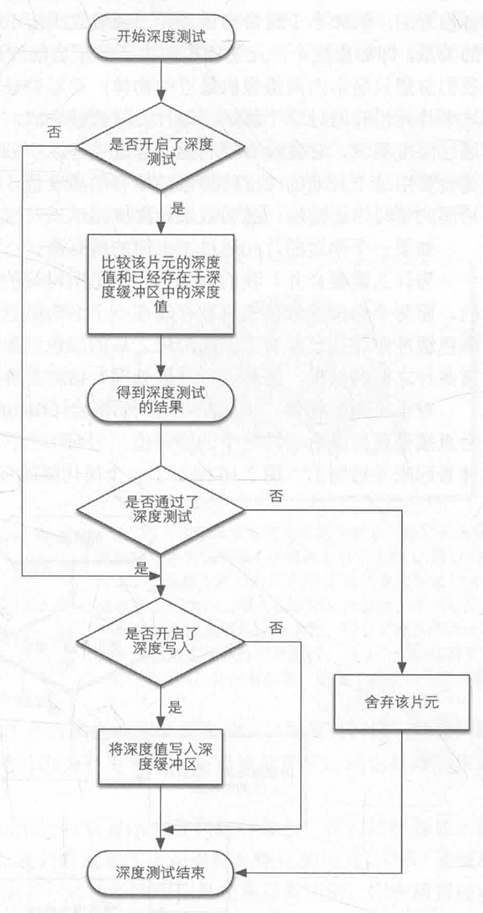 开始深度测试
否
是否开启了深度
测试
是
比较该片元的深度
值和已经存在于深
度缓冲区中的深度
值
得到深度测试
的结果
是否通过了
深度测试
否
是
是否开启了
深度写入
否
舍弃该片元
是
将深度值写入深
度缓冲区
深度测试结束